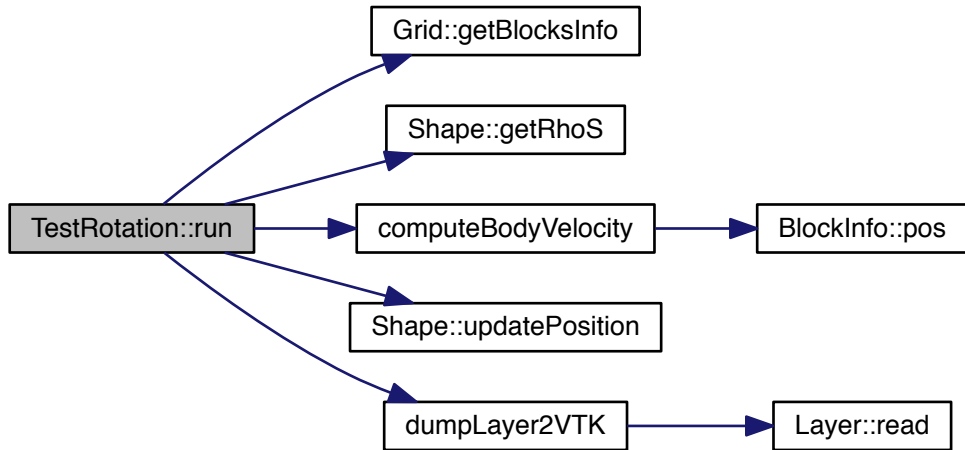 Grid::getBlocksInfo
Shape::getRhoS
TestRotation::run
computeBodyVelocity
BlockInfo::pos
Shape::updatePosition
dumpLayer2VTK
Layer::read